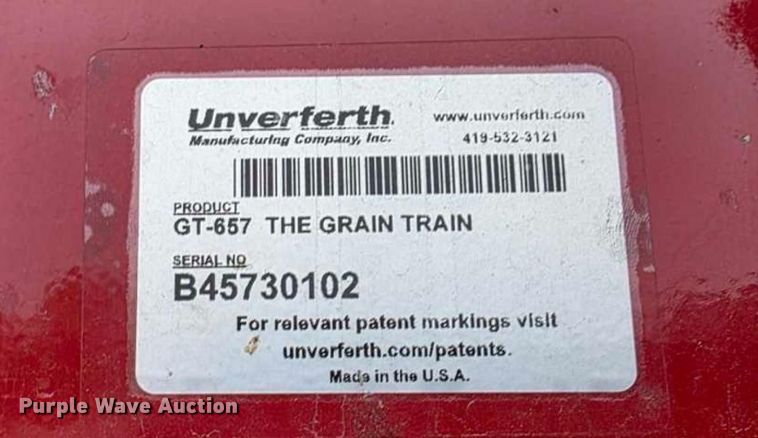 Unverferth
Manufacturing Company, Inc.
www.unverferth.com
419-532-3121
PRODUCT
GT-657 THE GRAIN TRAIN
SERIAL NO
B45730102
For relevant patent markings visit
unverferth.com/patents.
Made in the U.S.A.
Purple Wave Auction